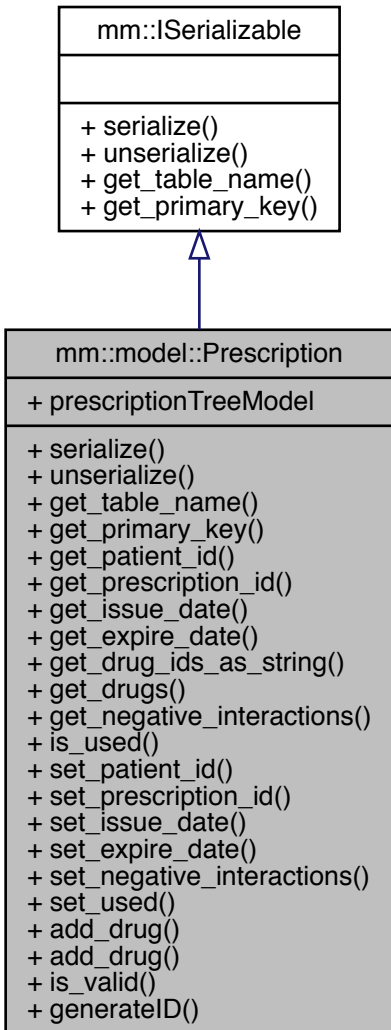 mm::ISerializable
+ serialize()
+ unserialize()
+ get_table_name()
+ get_primary_key()
mm::model::Prescription
+ prescriptionTreeModel
+ serialize()
+ unserialize()
+ get_table_name()
+ get_primary_key()
+ get_patient_id()
+ get_prescription_id()
+ get_issue_date()
+ get_expire_date()
+ get_drug_ids_as_string()
+ get_drugs()
+ get_negative_interactions()
+ is_used()
+ set_patient_id()
+ set_prescription_id()
+ set_issue_date()
+ set_expire_date()
+ set_negative_interactions()
+ set_used()
+ add_drug()
+ add_drug()
+ is_valid()
+ generateID()